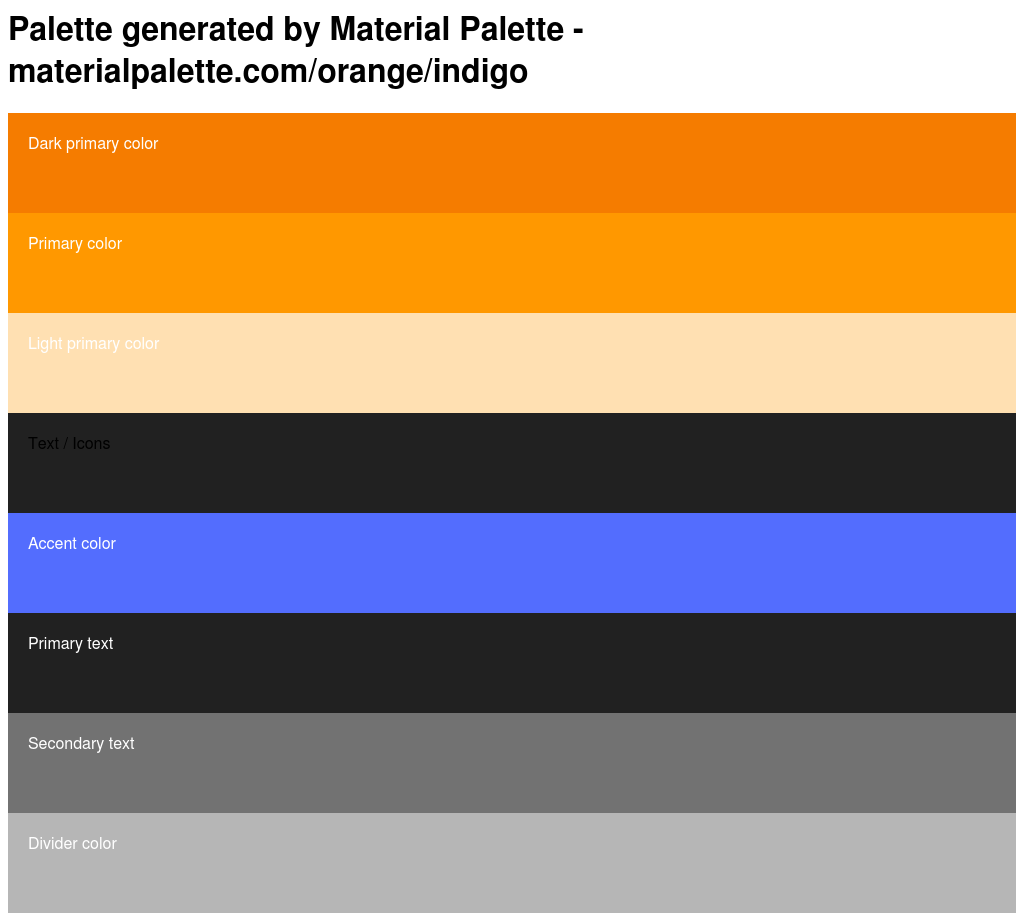 Palette generated by Material Palette -
materialpalette.com/orange/indigo
Dark primary color
Primary color
Light primary color
Text / Icons
Accent color
Primary text
Secondary text
Divider color